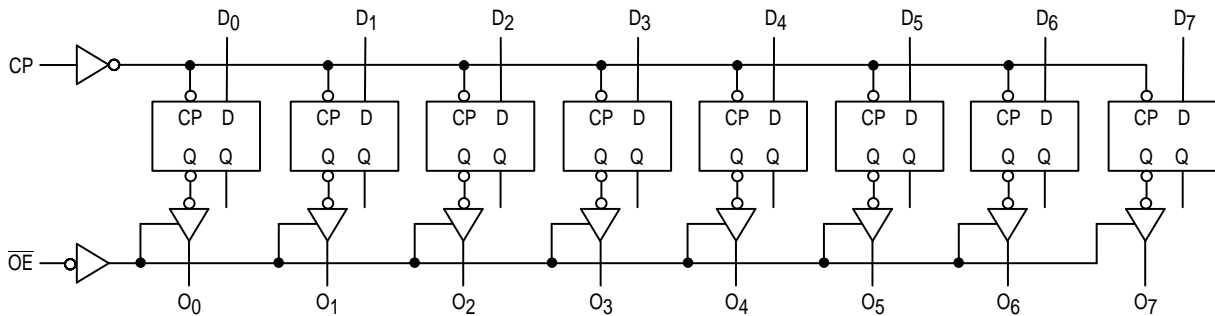 D0 D1 D2 D3 D4 D5 D6 D7
CP
CP D CP D CP D CP D CP D CP D CP D CP D
Q Q Q Q Q Q Q Q Q Q Q Q Q Q Q Q
OE
O0 O1 O2 O3 O4 O5 O6 O7